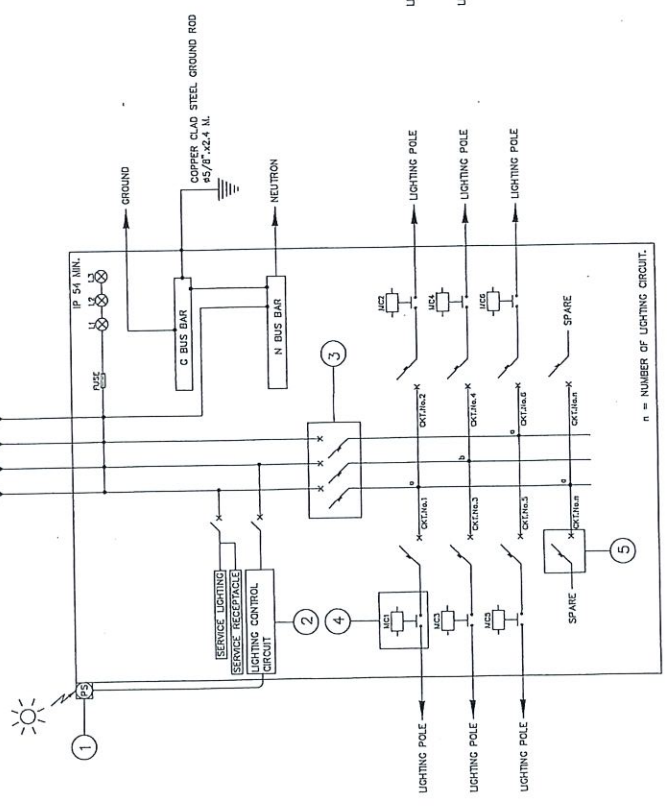 COPPER CLAD STEEL GROUND ROD
ø5/8".x2.4 M.
GROUND
NEUTRON
IP 54 MIN.
L1
L2
L3
FUSE
G BUS BAR
N BUS BAR
3
LIGHTING POLE
LIGHTING POLE
LIGHTING POLE
MC2
MC4
MC6
SPARE
CKT.No.2
CKT.No.4
CKT.No.6
CKT.No.n
a
b
c
a
CKT.No.1
CKT.No.3
CKT.No.5
CKT.No.n
SERVICE LIGHTING
SERVICE RECEPTACLE
LIGHTING CONTROL
CIRCUIT
2
4
MC1
MC3
MC5
SPARE
5
PS
1
LIGHTING POLE
LIGHTING POLE
LIGHTING POLE
n = NUMBER OF LIGHTING CIRCUIT.